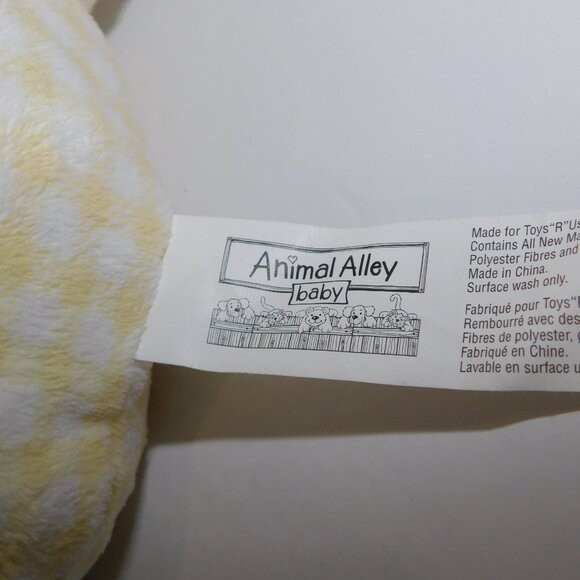 Animal Alley
baby
Made for Toys"R"Us
Contains All New
Polyester Fibres and
Made in China.
Surface wash only.
Fabriqué pour Toys"
Rembourré avec des
Fibres de polyester,
Fabriqué en Chine.
Lavable en surface